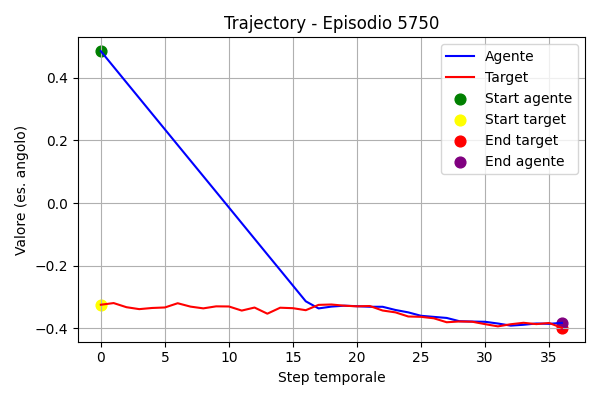 Trajectory - Episodio 5750
Agente
Target
Start agente
Start target
End target
End agente
Valore (es. angolo)
0.4
0.2
0.0
−0.2
−0.4
0 5 10 15 20 25 30 35
Step temporale